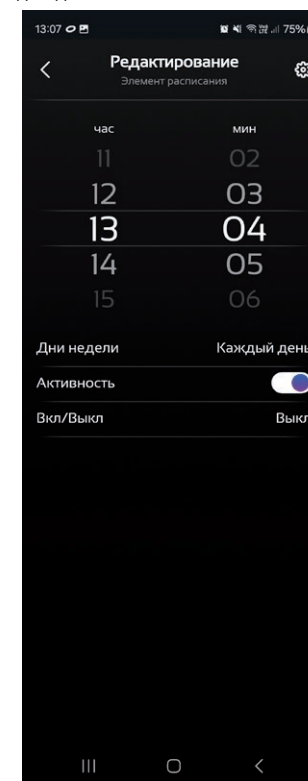 13:07 75%
Редактирование
Элемент расписания
час мин
11 02
12 03
13 04
14 05
15 06
Дни недели Каждый день
Активность
Вкл/Выкл Выкл